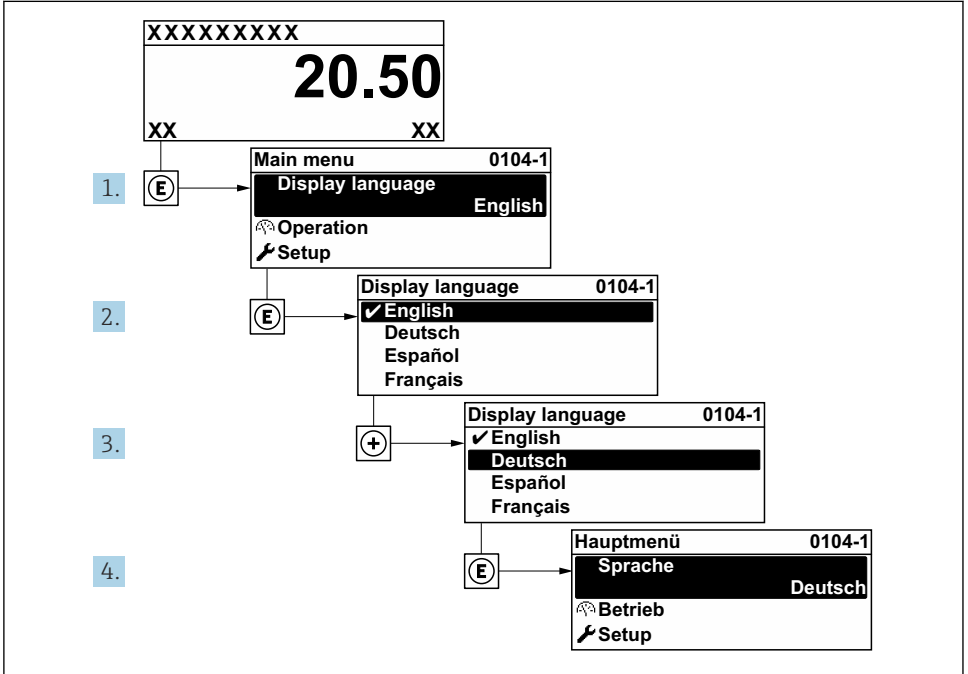 XXXXXXXXX
20.50
XX XX
1. E
Main menu 0104-1
Display language
English
Operation
Setup
2. E
Display language 0104-1
✔English
Deutsch
Español
Français
3. +
Display language 0104-1
✔English
Deutsch
Español
Français
4. E
Hauptmenü 0104-1
Sprache
Deutsch
Betrieb
Setup